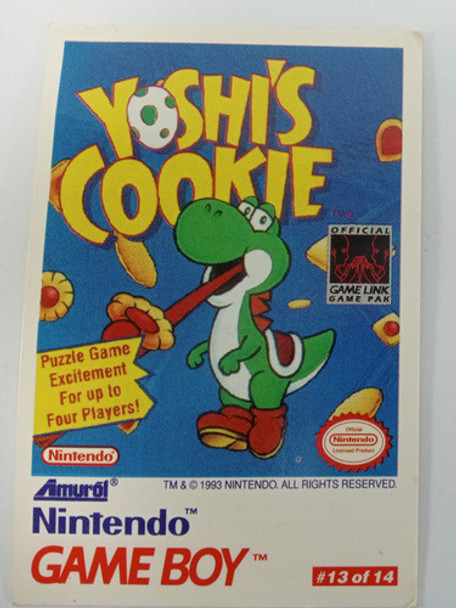 YOSHI'S
COOKIE
TM
OFFICIAL
GAME LINK
GAME PAK
Puzzle Game
Excitement
For up to
Four Players!
Nintendo®
Official
Nintendo
Licensed Product
Amurol®
TM & © 1993 NINTENDO. ALL RIGHTS RESERVED.
Nintendo™
GAME BOY™
#13 of 14